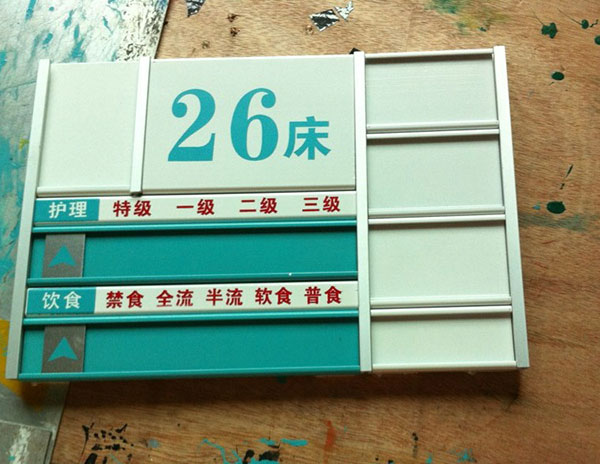 26床
护理 特级 一级 二级 三级
饮食 禁食 全流 半流 软食 普食